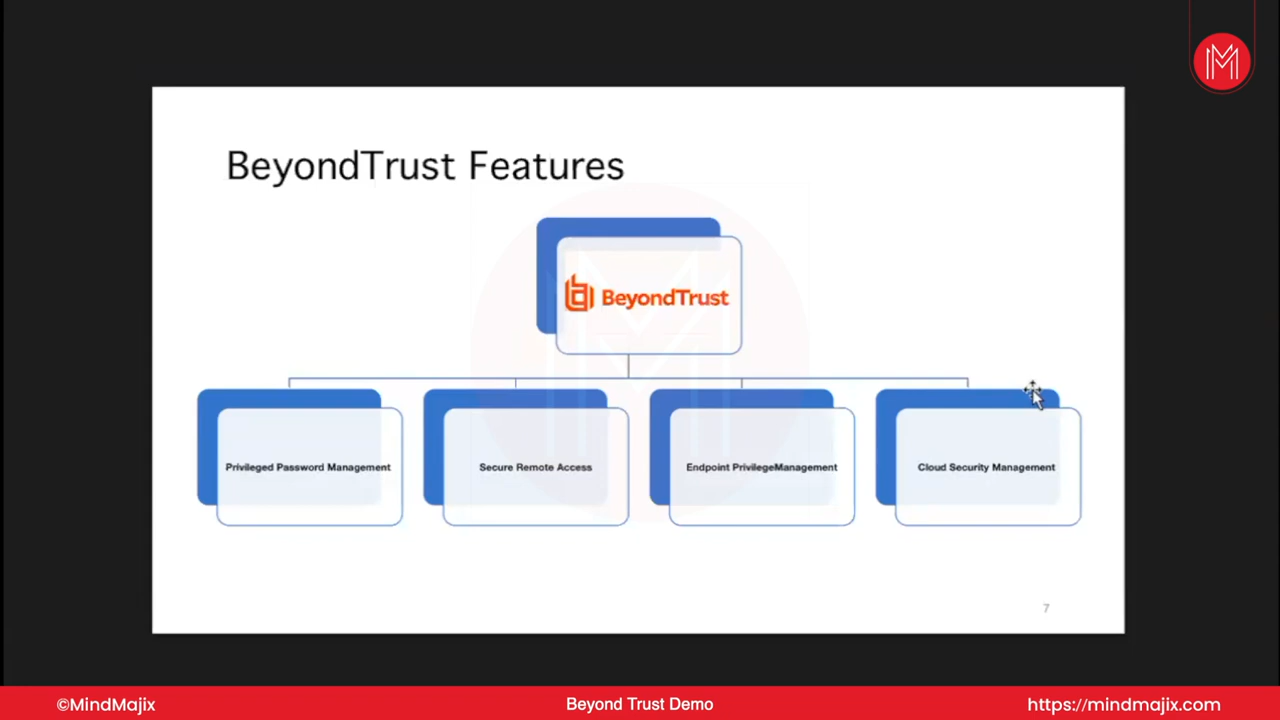 BeyondTrust Features
BeyondTrust
Privileged Password Management
Secure Remote Access
Endpoint PrivilegeManagement
Cloud Security Management
7
©MindMajix
Beyond Trust Demo
https://mindmajix.com